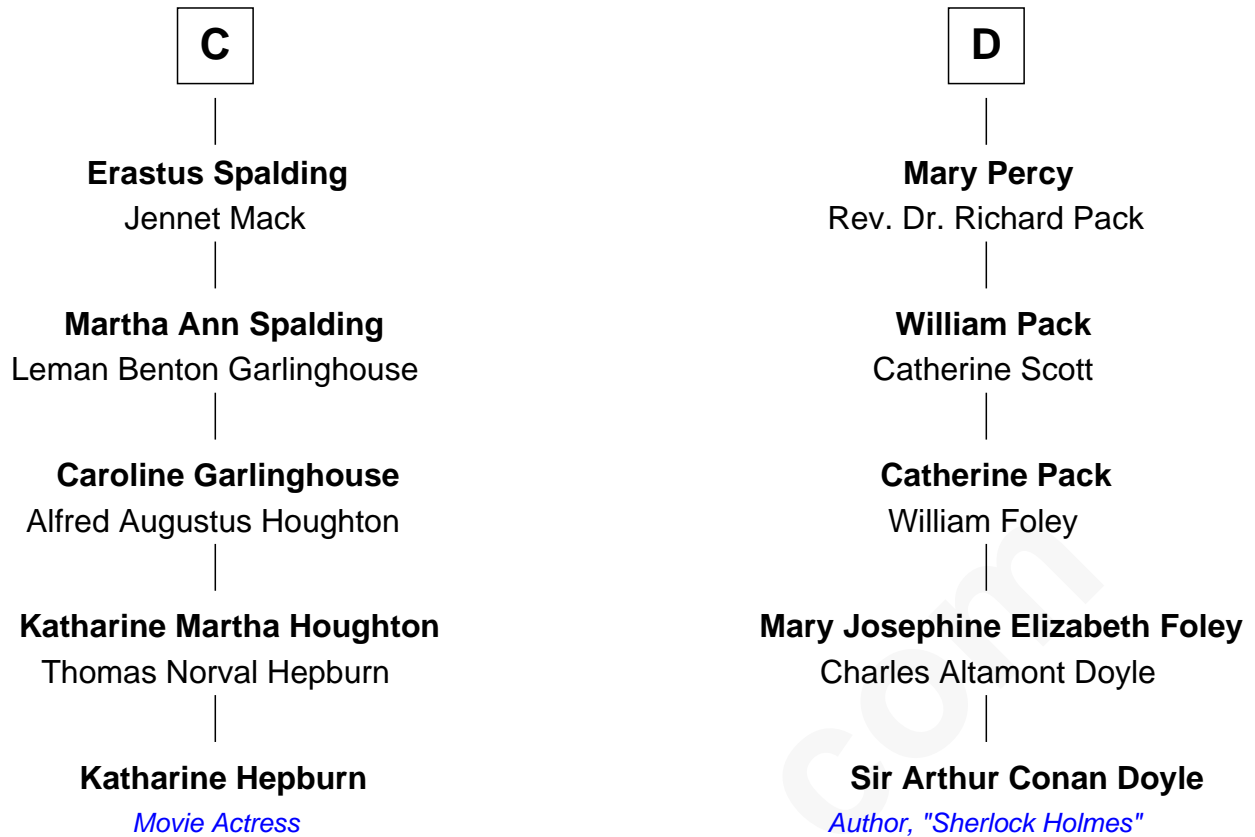 C
Erastus Spalding
Jennet Mack
Martha Ann Spalding
Leman Benton Garlinghouse
Caroline Garlinghouse
Alfred Augustus Houghton
Katharine Martha Houghton
Thomas Norval Hepburn
Katharine Hepburn
Movie Actress
D
Mary Percy
Rev. Dr. Richard Pack
William Pack
Catherine Scott
Catherine Pack
William Foley
Mary Josephine Elizabeth Foley
Charles Altamont Doyle
Sir Arthur Conan Doyle
Author, "Sherlock Holmes"
com